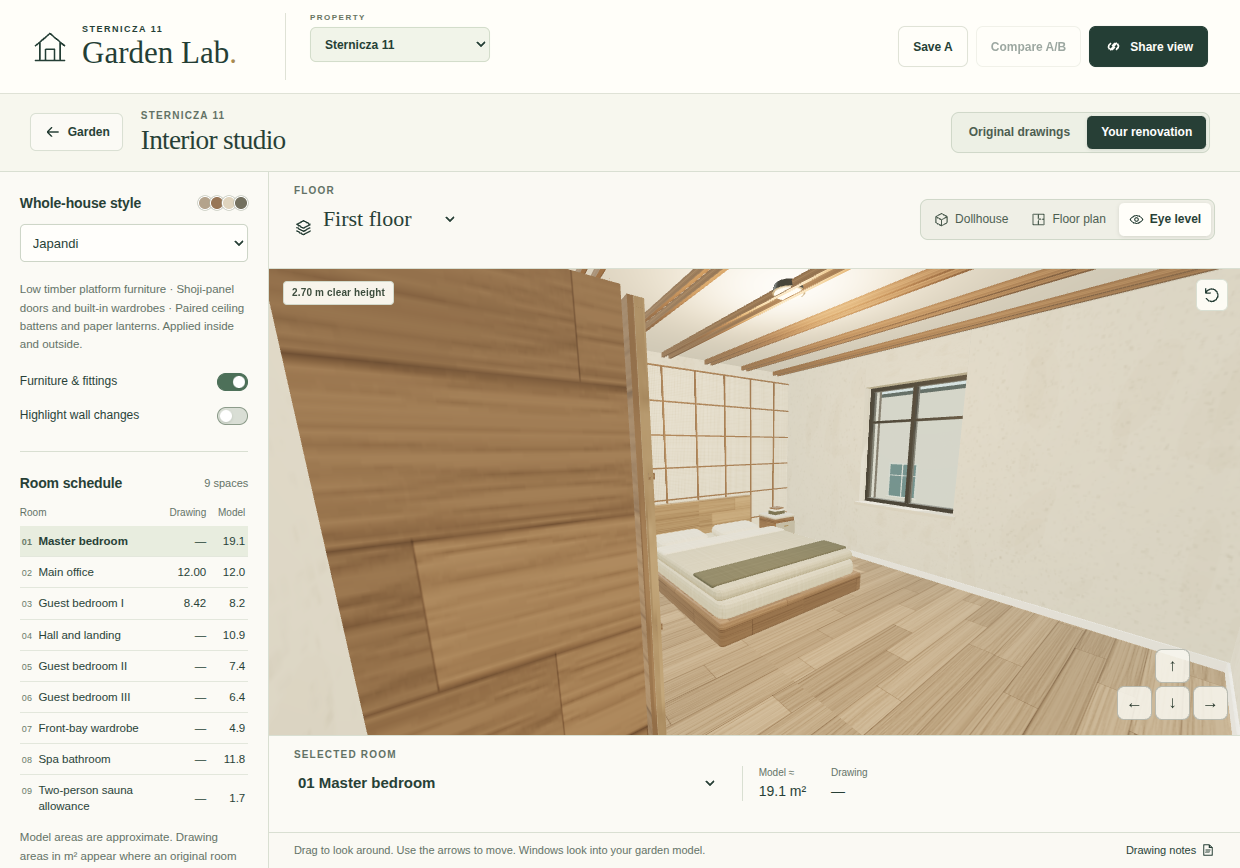 STERNICZA 11
Garden Lab.
PROPERTY
Sternicza 11
Save A
Compare A/B
Share view
Garden
STERNICZA 11
Interior studio
Original drawings
Your renovation
Whole-house style
Japandi
Low timber platform furniture · Shoji-panel
doors and built-in wardrobes · Paired ceiling
battens and paper lanterns. Applied inside
and outside.
Furniture & fittings
Highlight wall changes
Room schedule
9 spaces
Room Drawing Model
01 Master bedroom — 19.1
02 Main office 12.00 12.0
03 Guest bedroom I 8.42 8.2
04 Hall and landing — 10.9
05 Guest bedroom II — 7.4
06 Guest bedroom III — 6.4
07 Front-bay wardrobe — 4.9
08 Spa bathroom — 11.8
09 Two-person sauna
allowance — 1.7
Model areas are approximate. Drawing
areas in m² appear where an original room
FLOOR
First floor
Dollhouse
Floor plan
Eye level
2.70 m clear height
↑
← ↓ →
SELECTED ROOM
01 Master bedroom
Model ≈ Drawing
19.1 m² —
Drag to look around. Use the arrows to move. Windows look into your garden model.
Drawing notes